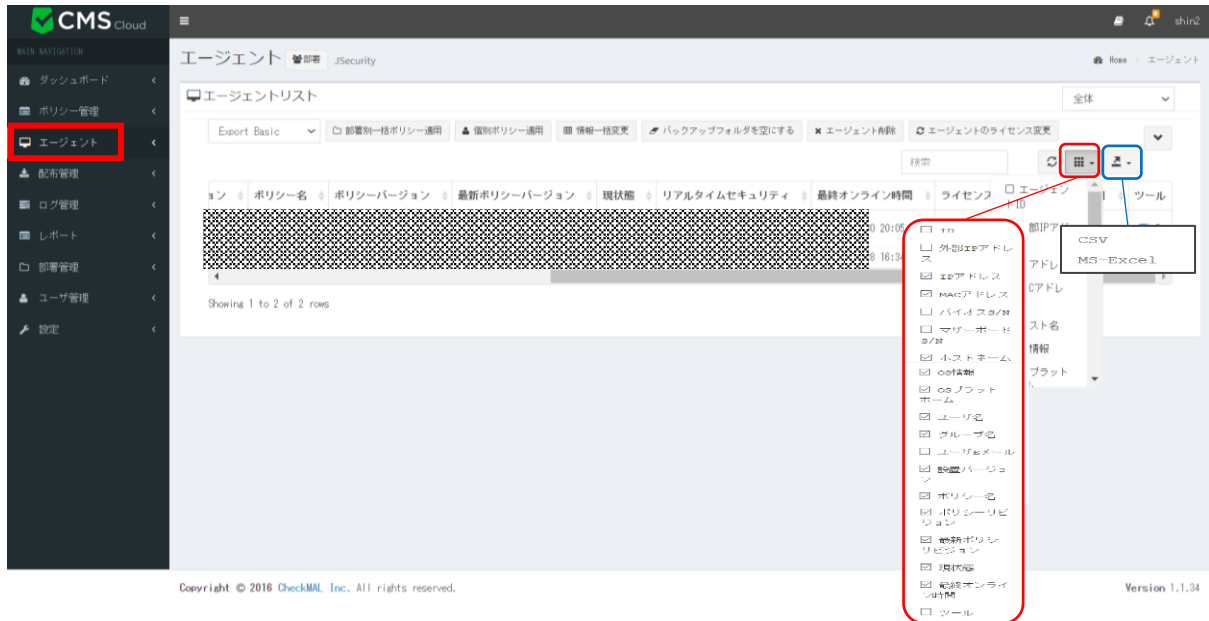 CMS Cloud
shin2
MAIN NAVIGATION
ダッシュボード
ポリシー管理
エージェント
配布管理
ログ管理
レポート
部署管理
ユーザ管理
設定
エージェント 部署 JSecurity
Home エージェント
エージェントリスト
全体
Export Basic 部署別一括ポリシー適用 個別ポリシー適用 情報一括変更 バックアップフォルダを空にする エージェント削除 エージェントのライセンス変更
検索
ョン ポリシー名 ポリシーバージョン 最新ポリシーバージョン 現状態 リアルタイムセキュリティ 最終オンライン時間 ライセンス ツール
エージェン
トID
部IPアド
アドレ
Cアドレ
スト名
情報
プラット
0 20:05
8 16:34
Showing 1 to 2 of 2 rows
ID
外部IPアドレ
ス
IPアドレス
MACアドレス
バイオスS/N
マザーボード
S/N
ホストネーム
OS情報
OSプラット
ホーム
ユーザ名
グループ名
ユーザEメール
設置バージョ
ン
ポリシー名
ポリシーリビ
ジョン
最新ポリシー
リビジョン
現状態
最終オンライ
ン時間
ツール
CSV
MS-Excel
Copyright © 2016 CheckMAL Inc. All rights reserved.
Version 1.1.34